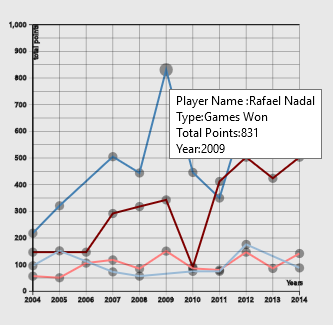 1,000
total points
900
800
700
600
500
400
300
200
100
0
Player Name :Rafael Nadal
Type:Games Won
Total Points:831
Year:2009
Years
2004 2005 2006 2007 2008 2009 2010 2011 2012 2013 2014